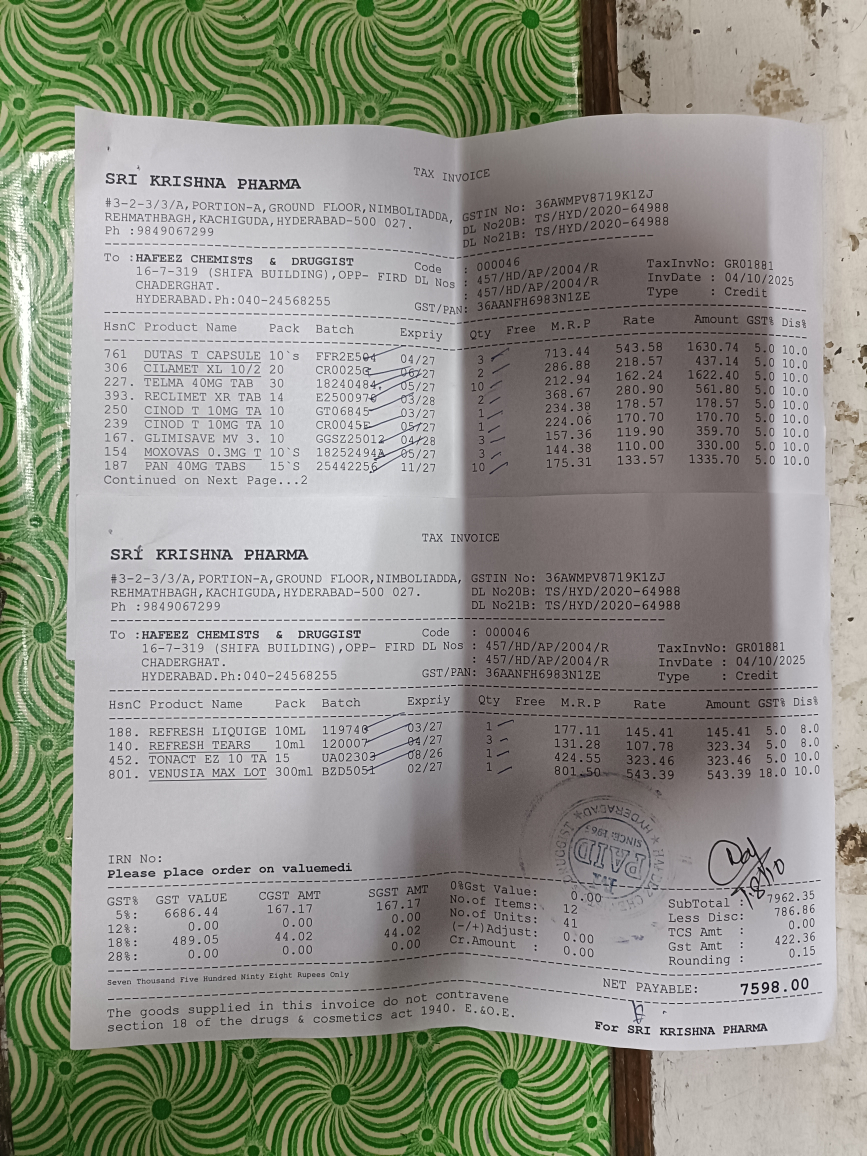 TAX INVOICE
SRI KRISHNA PHARMA
#3-2-3/3/A,PORTION-A,GROUND FLOOR,NIMBOLIADDA, GSTIN No: 36AWMPV8719K1ZJ
REHMATHBAGH,KACHIGUDA,HYDERABAD-500 027. DL No20B: TS/HYD/2020-64988
Ph :9849067299 DL No21B: TS/HYD/2020-64988
To :HAFEEZ CHEMISTS & DRUGGIST Code : 000046 TaxInvNo: GR01881
16-7-319 (SHIFA BUILDING),OPP- FIRD DL Nos : 457/HD/AP/2004/R InvDate : 04/10/2025
CHADERGHAT. : 457/HD/AP/2004/R Type : Credit
HYDERABAD.Ph:040-24568255 GST/PAN: 36AANFH6983N1ZE
HsnC Product Name Pack Batch Expriy Qty Free M.R.P Rate Amount GST% Dis%
761 DUTAS T CAPSULE 10`s FFR2E504 04/27 3 713.44 543.58 1630.74 5.0 10.0
306 CILAMET XL 10/2 20 CR0025G 06/27 2 286.88 218.57 437.14 5.0 10.0
227. TELMA 40MG TAB 30 18240484. 05/27 10 212.94 162.24 1622.40 5.0 10.0
393. RECLIMET XR TAB 14 E2500976 03/28 2 368.67 280.90 561.80 5.0 10.0
250 CINOD T 10MG TA 10 GT06845 03/27 1 234.38 178.57 178.57 5.0 10.0
239 CINOD T 10MG TA 10 CR0045E 05/27 1 224.06 170.70 170.70 5.0 10.0
167. GLIMISAVE MV 3. 10 GGSZ25012 04/28 3 157.36 119.90 359.70 5.0 10.0
154 MOXOVAS 0.3MG T 10`S 18252494A 05/27 3 144.38 110.00 330.00 5.0 10.0
187 PAN 40MG TABS 15`S 25442256 11/27 10 175.31 133.57 1335.70 5.0 10.0
Continued on Next Page...2
TAX INVOICE
SRI KRISHNA PHARMA
#3-2-3/3/A,PORTION-A,GROUND FLOOR,NIMBOLIADDA, GSTIN No: 36AWMPV8719K1ZJ
REHMATHBAGH,KACHIGUDA,HYDERABAD-500 027. DL No20B: TS/HYD/2020-64988
Ph :9849067299 DL No21B: TS/HYD/2020-64988
To :HAFEEZ CHEMISTS & DRUGGIST Code : 000046 TaxInvNo: GR01881
16-7-319 (SHIFA BUILDING),OPP- FIRD DL Nos : 457/HD/AP/2004/R InvDate : 04/10/2025
CHADERGHAT. : 457/HD/AP/2004/R Type : Credit
HYDERABAD.Ph:040-24568255 GST/PAN: 36AANFH6983N1ZE
HsnC Product Name Pack Batch Expriy Qty Free M.R.P Rate Amount GST% Dis%
188. REFRESH LIQUIGE 10ML 119740 03/27 1 177.11 145.41 145.41 5.0 8.0
140. REFRESH TEARS 10ml 120007 04/27 3 131.28 107.78 323.34 5.0 8.0
452. TONACT EZ 10 TA 15 UA02303 08/26 1 424.55 323.46 323.46 5.0 10.0
801. VENUSIA MAX LOT 300ml BZD5051 02/27 1 801.50 543.39 543.39 18.0 10.0
PAID
IRN No:
Please place order on valuemedi
GST% GST VALUE CGST AMT SGST AMT 0%Gst Value: 0.00 SubTotal : 7962.35
5%: 6686.44 167.17 167.17 No.of Items: 12 Less Disc: 786.86
12%: 0.00 0.00 0.00 No.of Units: 41 TCS Amt : 0.00
18%: 489.05 44.02 44.02 (-/+)Adjust: 0.00 Gst Amt : 422.36
28%: 0.00 0.00 0.00 Cr.Amount : 0.00 Rounding : 0.15
Seven Thousand Five Hundred Ninty Eight Rupees Only
NET PAYABLE: 7598.00
The goods supplied in this invoice do not contravene
section 18 of the drugs & cosmetics act 1940. E.&O.E.
For SRI KRISHNA PHARMA